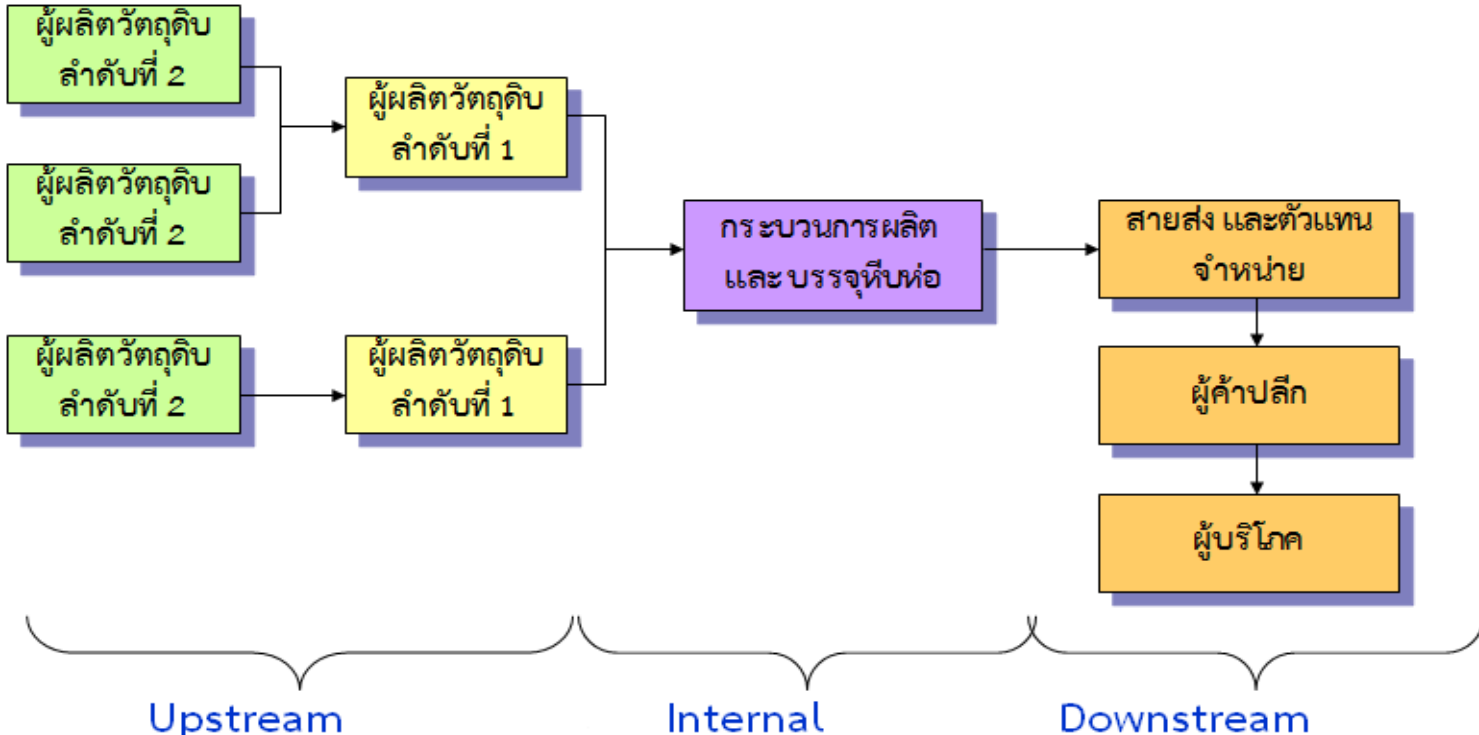 ผู้ผลิตวัตถุดิบ
ลำดับที่ 2
ผู้ผลิตวัตถุดิบ
ลำดับที่ 2
ผู้ผลิตวัตถุดิบ
ลำดับที่ 2
ผู้ผลิตวัตถุดิบ
ลำดับที่ 1
ผู้ผลิตวัตถุดิบ
ลำดับที่ 1
กระบวนการผลิต
และ บรรจุหีบห่อ
สายส่ง และตัวแทน
จำหน่าย
ผู้ค้าปลีก
ผู้บริโภค
Upstream
Internal
Downstream